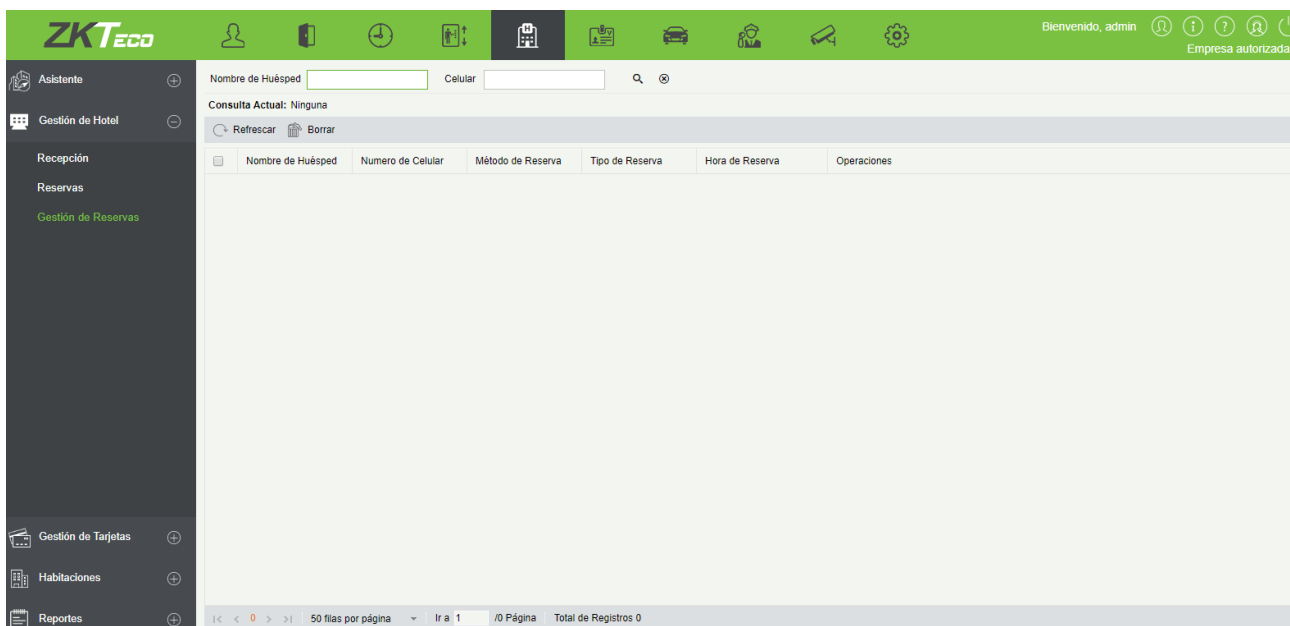 ZKTeco
Bienvenido, admin
Empresa autorizada
Asistente
Gestión de Hotel
Recepción
Reservas
Gestión de Reservas
Gestión de Tarjetas
Habitaciones
Reportes
Nombre de Huèsped Celular
Consulta Actual: Ninguna
Refrescar Borrar
Nombre de Huèsped Numero de Celular Mètodo de Reserva Tipo de Reserva Hora de Reserva Operaciones
0 50 filas por página Ir a 1 /0 Página Total de Registros 0